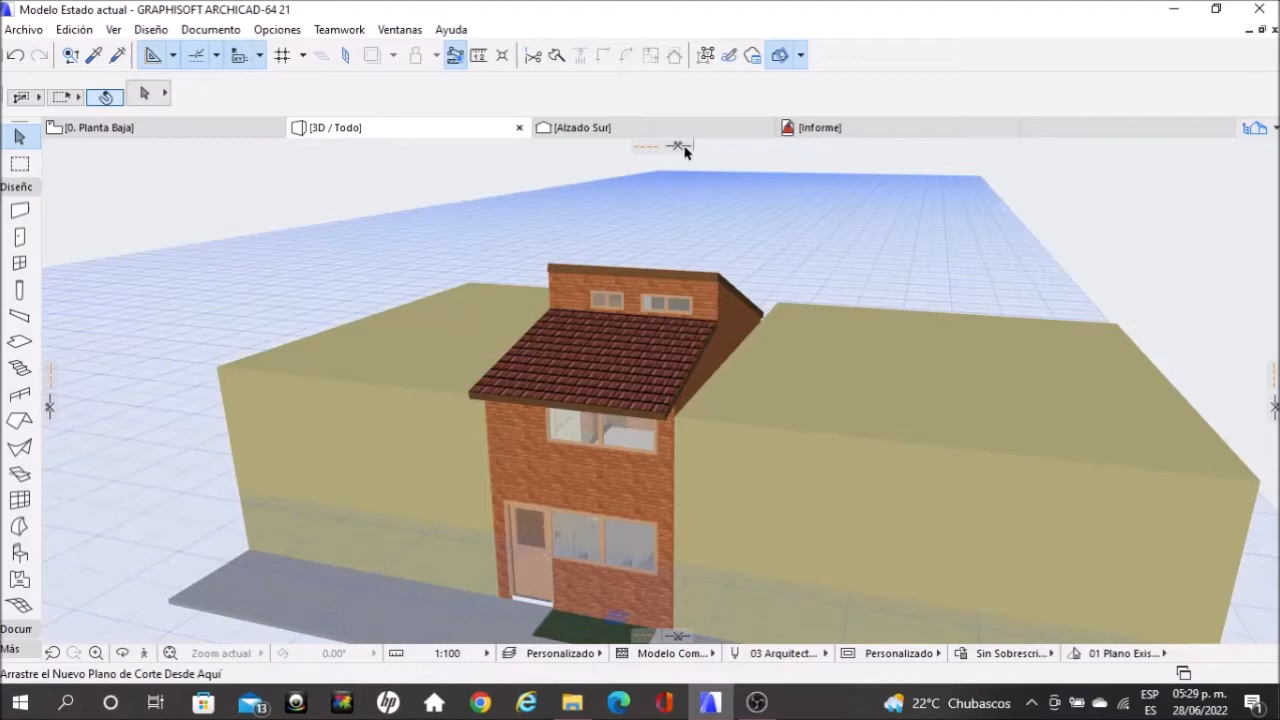 Modelo Estado actual - GRAPHISOFT ARCHICAD-64 21
Archivo Edición Ver Diseño Documento Opciones Teamwork Ventanas Ayuda
[0. Planta Baja] [3D / Todo] [Alzado Sur] [Informe]
Diseñc
Docum
Más
Zoom actual 0.00° 1:100 Personalizado Modelo Com... 03 Arquitect... Personalizado Sin Sobrescri... 01 Plano Exis...
Arrastre el Nuevo Plano de Corte Desde Aquí
13
22°C Chubascos
ESP 05:29 p. m.
ES 28/06/2022
1